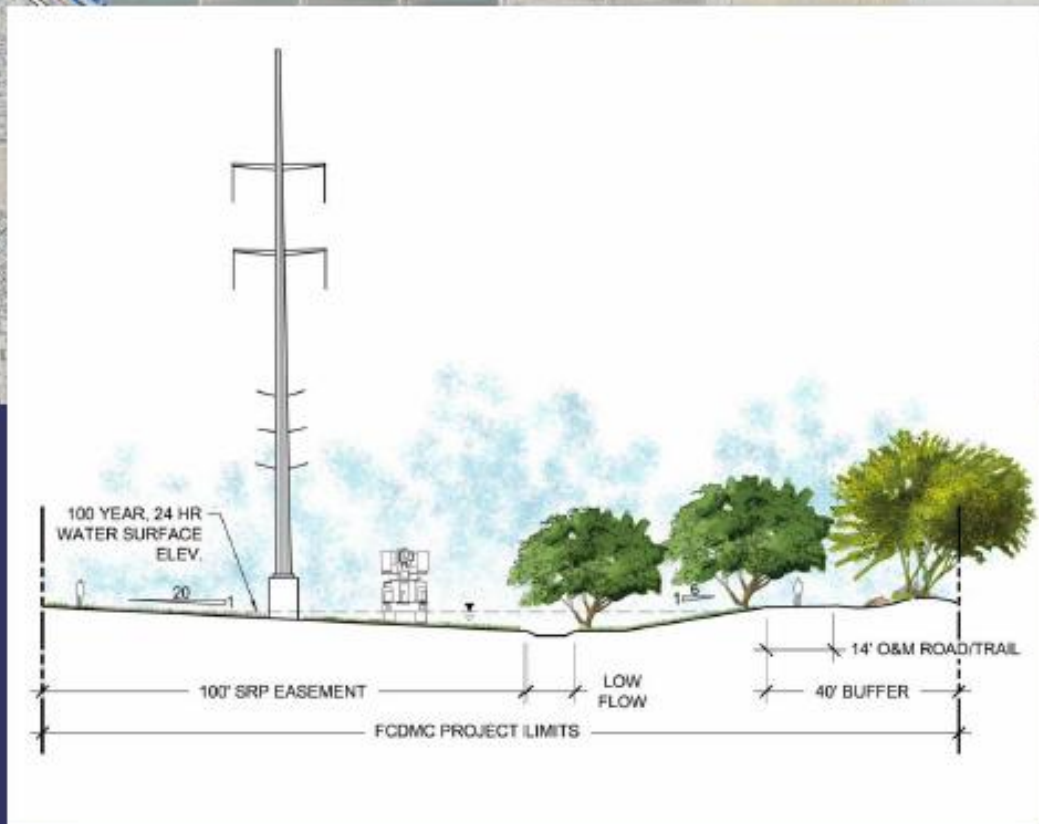 100 YEAR, 24 HR
WATER SURFACE
ELEV.
20
1
1
6
14' O&M ROAD/TRAIL
100' SRP EASEMENT
LOW
FLOW
40' BUFFER
FCDMC PROJECT LIMITS